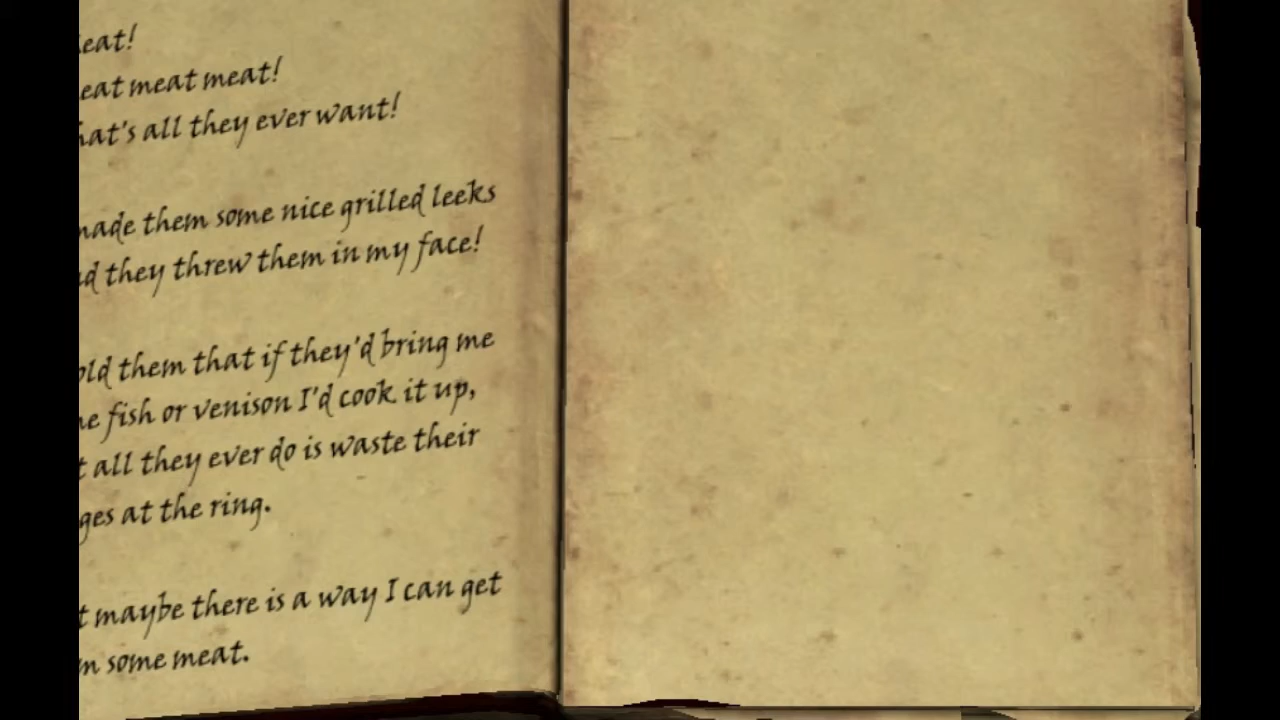 eat!
eat meat meat!
hat's all they ever want!
made them some nice grilled leeks
d they threw them in my face!
old them that if they'd bring me
e fish or venison I'd cook it up,
t all they ever do is waste their
ges at the ring.
t maybe there is a way I can get
m some meat.